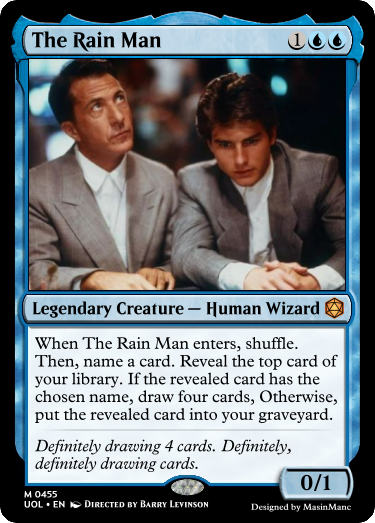 The Rain Man 1
Legendary Creature — Human Wizard
When The Rain Man enters, shuffle.
Then, name a card. Reveal the top card of
your library. If the revealed card has the
chosen name, draw four cards, Otherwise,
put the revealed card into your graveyard.
Definitely drawing 4 cards. Definitely,
definitely drawing cards.
0/1
M 0455
UOL • EN DIRECTED BY BARRY LEVINSON
Designed by MasinManc